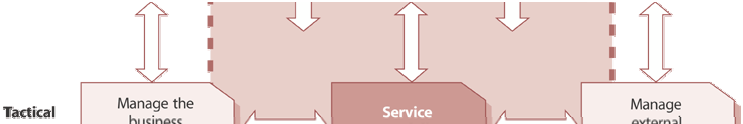 Tactical
Manage the
business
Service
Manage
external